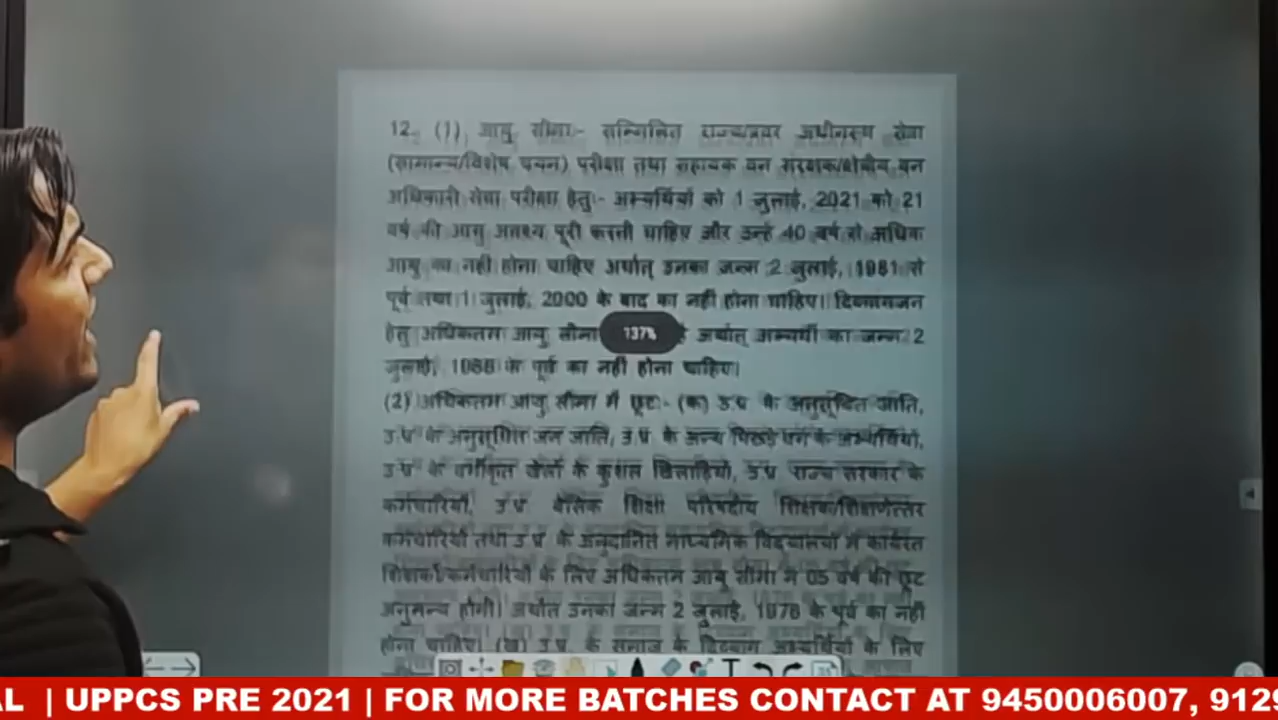 12. (1) आयु सीमा:- सम्मिलित राज्य/प्रवर अधीनस्थ सेवा
(सामान्य/विशेष चयन) परीक्षा तथा सहायक वन संरक्षक/क्षेत्रीय वन
अधिकारी सेवा परीक्षा हेतु:- अभ्यर्थियों को 1 जुलाई, 2021 को 21
वर्ष की आयु अवश्य पूरी करनी चाहिए और उन्हें 40 वर्ष से अधिक
आयु का नहीं होना चाहिए अर्थात् उनका जन्म 2 जुलाई, 1981 से
पूर्व तथा 1 जुलाई, 2000 के बाद का नहीं होना चाहिए। दिव्यांगजन
हेतु अधिकतम आयु सीमा 137% अर्थात् अभ्यर्थी का जन्म 2
जुलाई, के पूर्व का नहीं होना चाहिए।
(2) अधिकतम आयु सीमा में छूट:- (क) उ.प्र. के अनुसूचित जाति,
उ.प्र. के अनुसूचित जन जाति, उ.प्र. के अन्य पिछड़े वर्ग के अभ्यर्थियों,
उ.प्र. के वर्गीकृत खेलों के कुशल खिलाड़ियों, उ.प्र. राज्य सरकार के
कर्मचारियों, उ.प्र. बेसिक शिक्षा परिषदीय शिक्षक/शिक्षणेत्तर
कर्मचारियों तथा उ.प्र. के अनुदानित माध्यमिक विद्यालयों में कार्यरत
शिक्षकों/कर्मचारियों के लिए अधिकतम आयु सीमा में 05 वर्ष की छूट
अनुमन्य होगी। अर्थात उनका जन्म 2 जुलाई, 1976 के पूर्व का नहीं
होना चाहिए। (ख) उ.प्र. के समाज के दिव्यांग अभ्यर्थियों के लिए
AL | UPPCS PRE 2021 | FOR MORE BATCHES CONTACT AT 9450006007, 9129